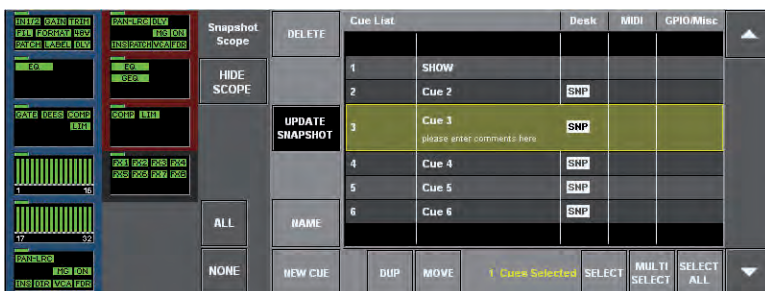 IN1/2 GAIN TRIM
FIL FORMAT 48V
PATCH LABEL DLY
EQ
GATE DEES COMP
LIM
1 16
17 32
PAN-LRC
MG ON
INS DIR VCA FDR
PAN-LRC DLY
MG ON
INS PATCH VCA FDR
EQ
GEQ
COMP LIM
FX1 FX2 FX3 FX4
FX5 FX6 FX7 FX8
Snapshot
Scope
HIDE
SCOPE
ALL
NONE
DELETE
UPDATE
SNAPSHOT
NAME
NEW CUE
Cue List Desk MIDI GPIO/Misc
1 SHOW
2 Cue 2 SNP
3 Cue 3 SNP
please enter comments here
4 Cue 4 SNP
5 Cue 5 SNP
6 Cue 6 SNP
DUP MOVE 1 Cues Selected SELECT MULTI SELECT SELECT ALL